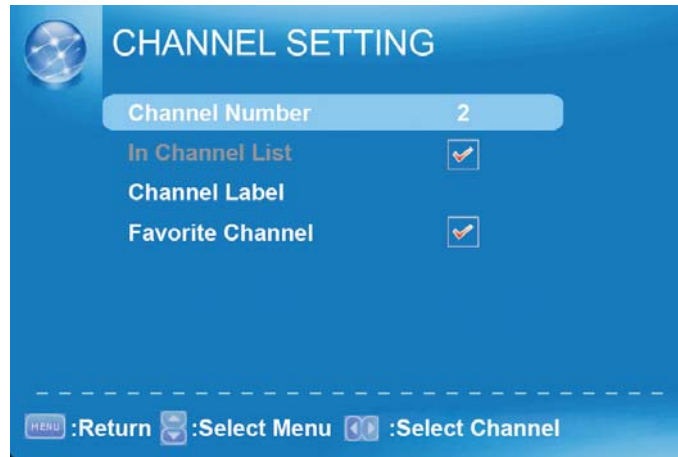 CHANNEL SETTING
Channel Number 2
In Channel List
Channel Label
Favorite Channel
MENU :Return :Select Menu :Select Channel